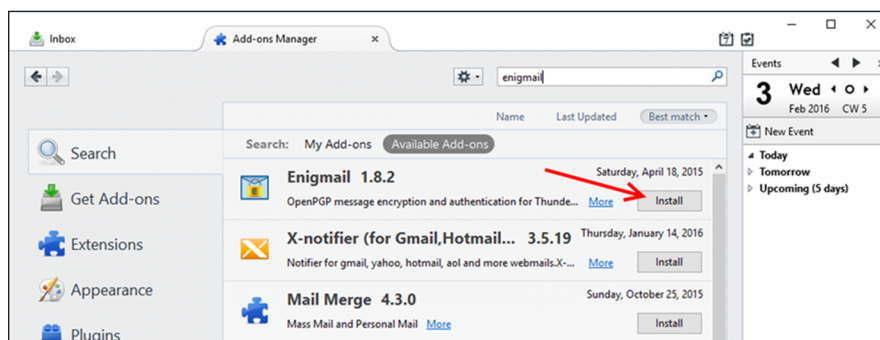 Inbox
Add-ons Manager
enigmail
Name Last Updated Best match
Search: My Add-ons Available Add-ons
Search
Get Add-ons
Extensions
Appearance
Plugins
Enigmail 1.8.2 Saturday, April 18, 2015
OpenPGP message encryption and authentication for Thunde... More Install
X-notifier (for Gmail,Hotmail... 3.5.19 Thursday, January 14, 2016
Notifier for gmail, yahoo, hotmail, aol and more webmails.X-... More Install
Mail Merge 4.3.0 Sunday, October 25, 2015
Mass Mail and Personal Mail More Install
Events
3 Wed
Feb 2016 CW 5
New Event
Today
Tomorrow
Upcoming (5 days)